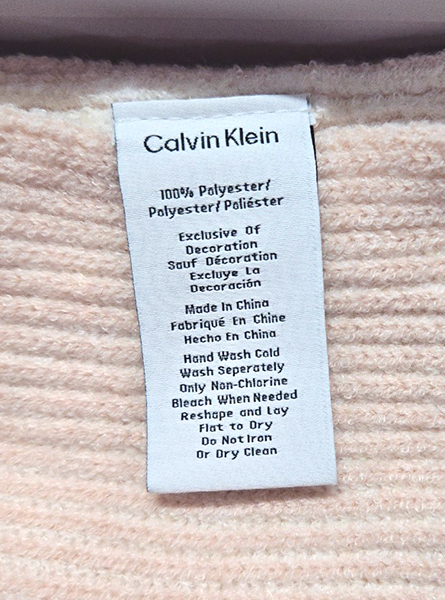 Calvin Klein
100% Polyester/
Polyester/ Poliéster
Exclusive Of
Decoration
Sauf Décoration
Excluye La
Decoración
Made In China
Fabriqué En Chine
Hecho En China
Hand Wash Cold
Wash Seperately
Only Non-Chlorine
Bleach When Needed
Reshape and Lay
Flat to Dry
Do Not Iron
Or Dry Clean